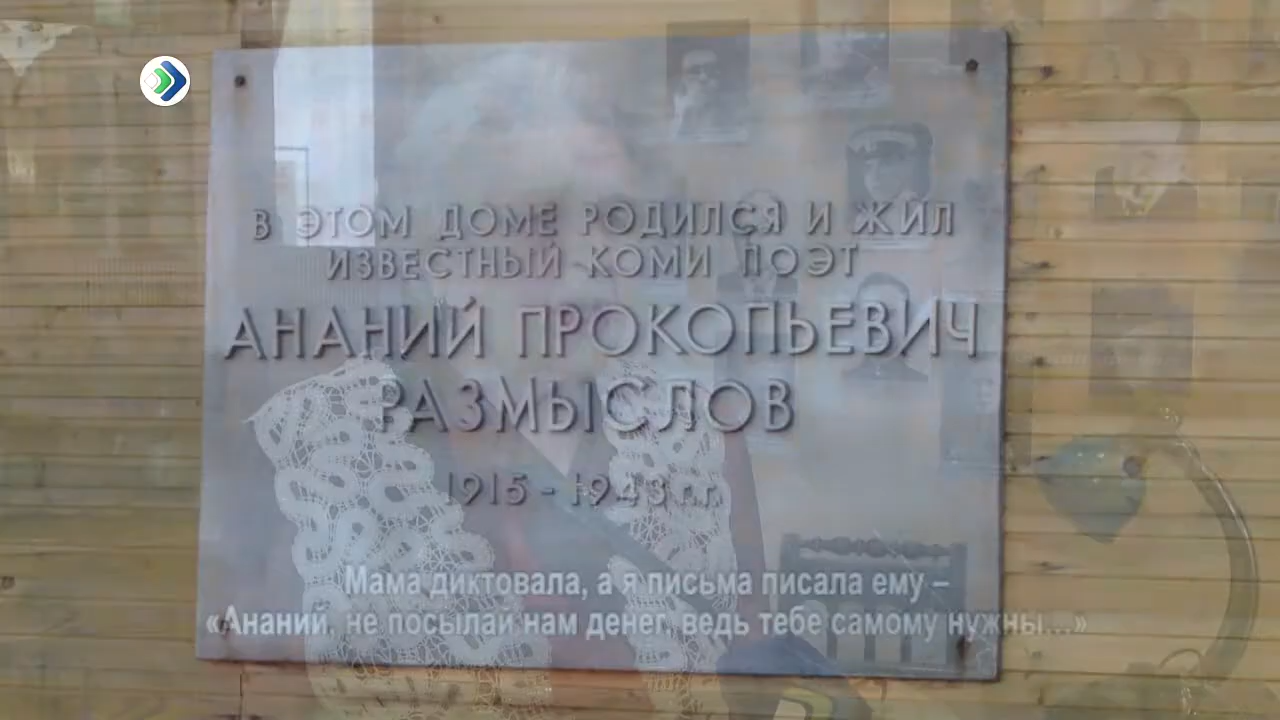 В ЭТОМ ДОМЕ РОДИЛСЯ И ЖИЛ
ИЗВЕСТНЫЙ КОМИ ПОЭТ
АНАНИЙ ПРОКОПЬЕВИЧ
РАЗМЫСЛОВ
1915 - 1943 г.г.
Мама диктовала, а я письма писала ему –
«Ананий, не посылай нам денег, ведь тебе самому нужны...»